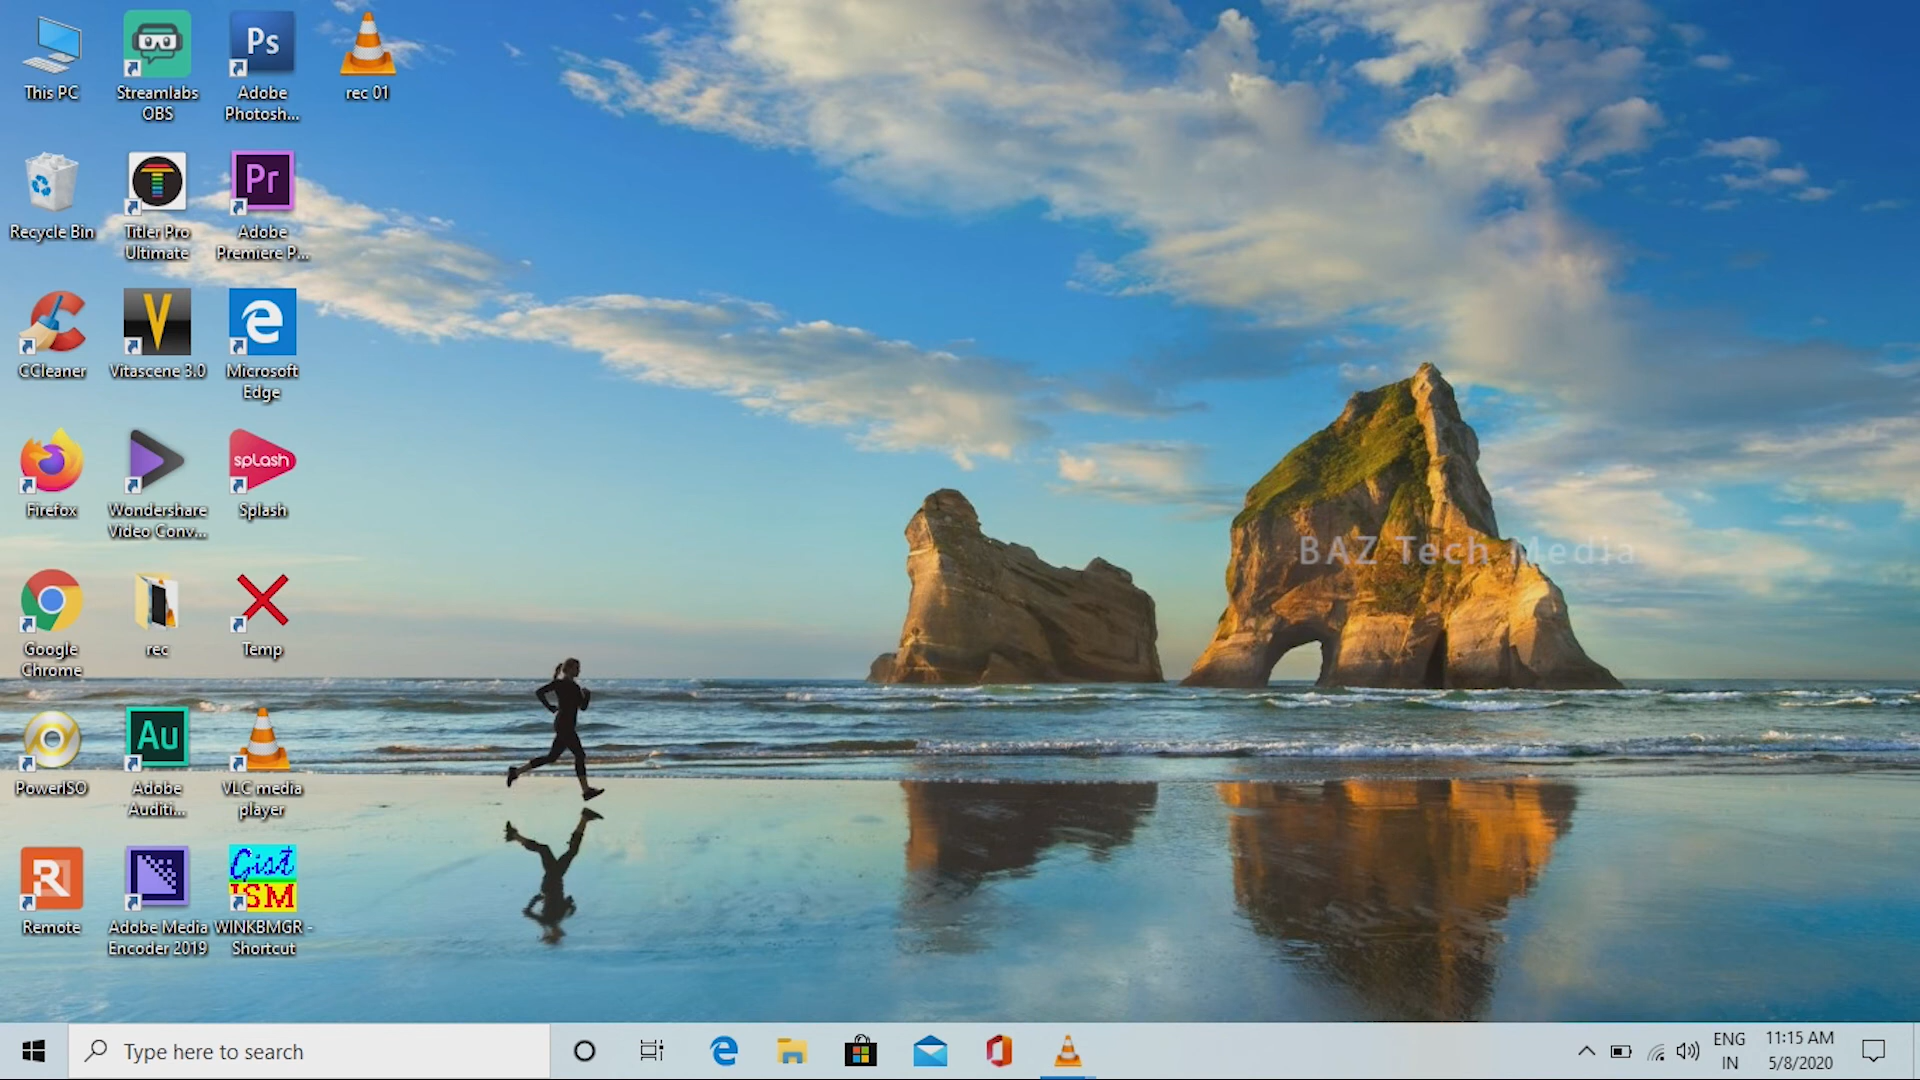 This PC
Streamlabs
OBS
Ps
Adobe
Photosh...
rec 01
Recycle Bin
Titler Pro
Ultimate
Pr
Adobe
Premiere P...
CCleaner
Vitascene 3.0
Microsoft
Edge
Firefox
Wondershare
Video Conv...
splash
Splash
Google
Chrome
rec
Temp
PowerISO
Au
Adobe
Auditi...
VLC media
player
R
Remote
Adobe Media
Encoder 2019
Gist
ISM
WINKBMGR -
Shortcut
BAZ Tech Media
Type here to search
ENG
IN
11:15 AM
5/8/2020